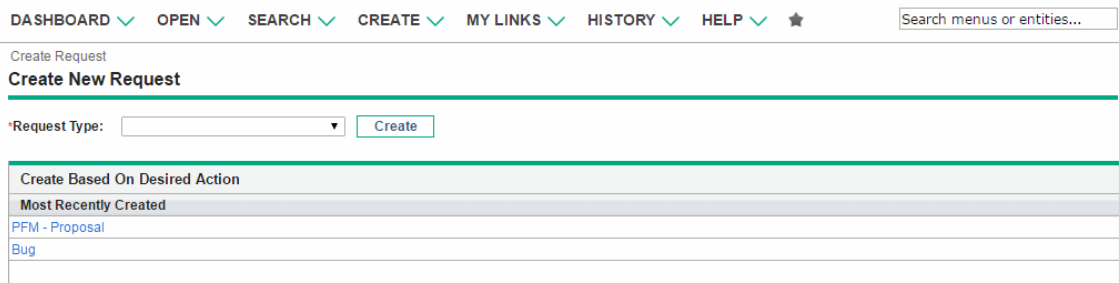 DASHBOARD OPEN SEARCH CREATE MY LINKS HISTORY HELP Search menus or entities...
Create Request
Create New Request
*Request Type: Create
Create Based On Desired Action
Most Recently Created
PFM - Proposal
Bug